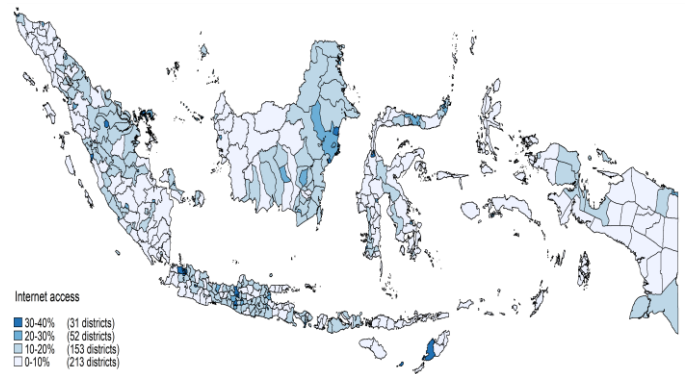 Internet access
30-40% (31 districts)
20-30% (52 districts)
10-20% (153 districts)
0-10% (213 districts)